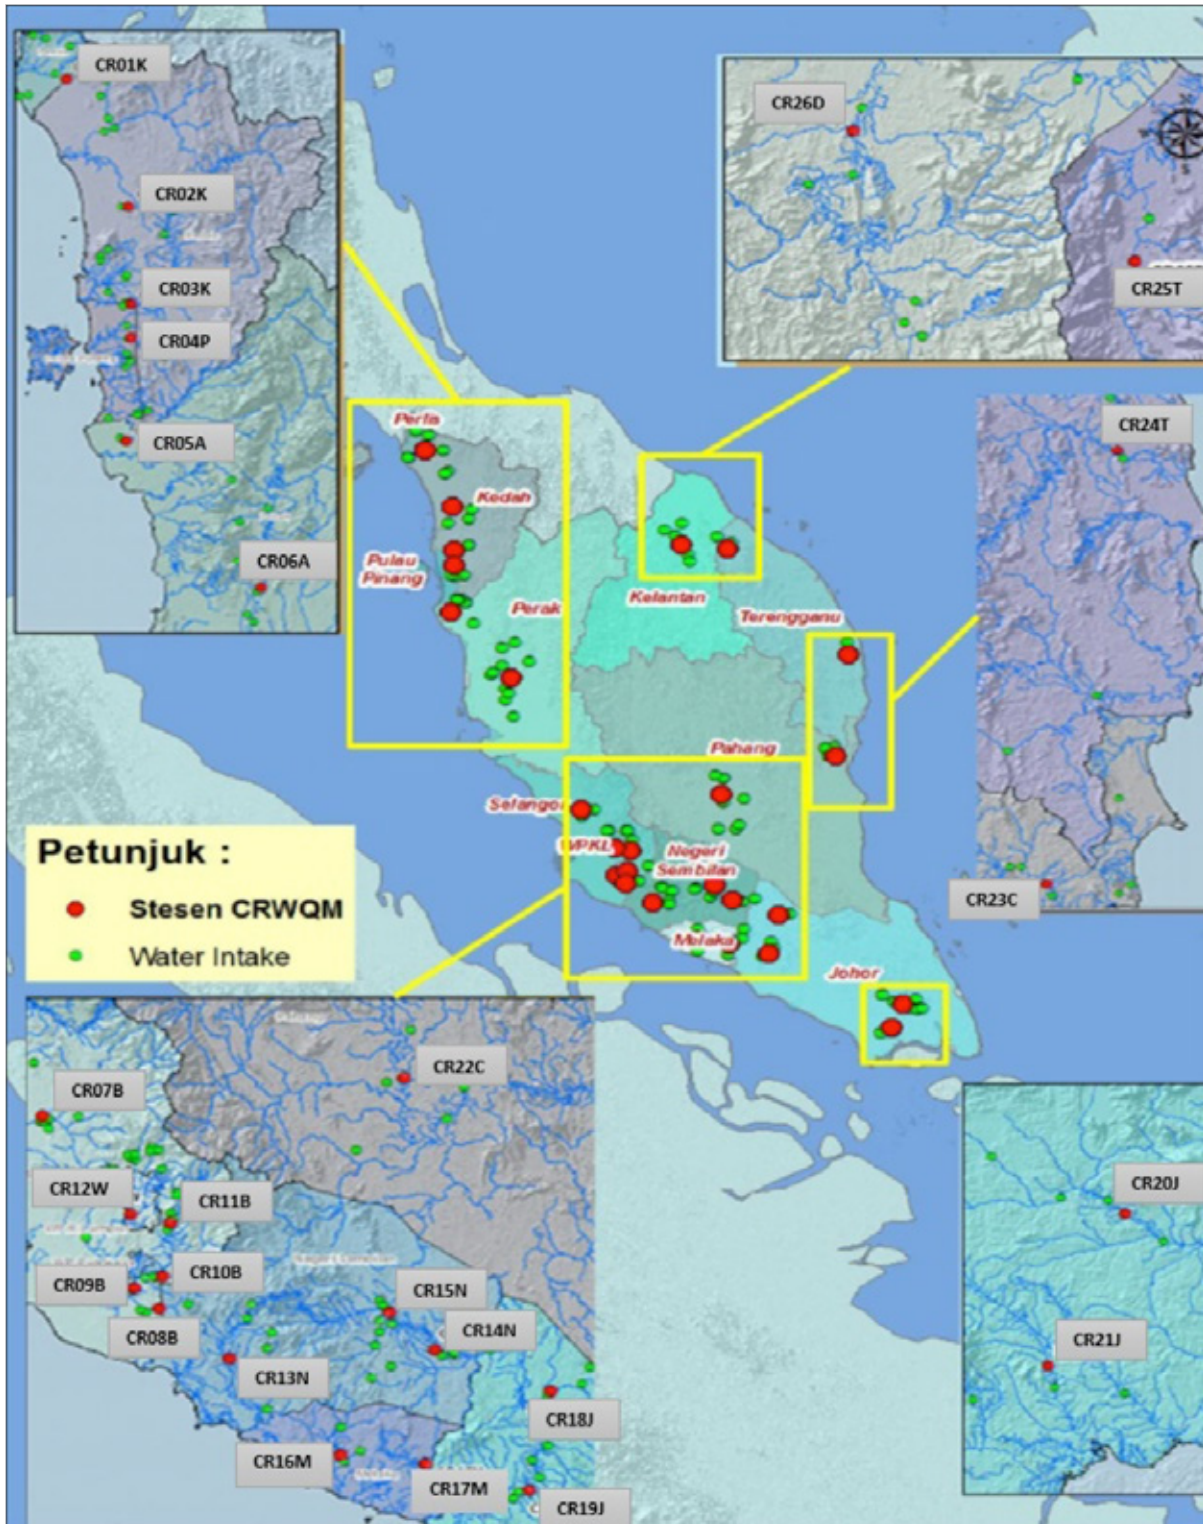 CR01K
CR02K
CR03K
CR04P
CR05A
CR06A
CR26D
CR25T
CR24T
CR23C
Perlis
Kedah
Pulau
Pinang
Perak
Kelantan
Terengganu
Pahang
Selangor
WPKL
Negeri
Sembilan
Melaka
Johor
Petunjuk :
Stesen CRWQM
Water Intake
CR22C
CR07B
CR12W
CR11B
CR09B
CR10B
CR08B
CR15N
CR14N
CR13N
CR18J
CR16M
CR17M
CR19J
CR20J
CR21J